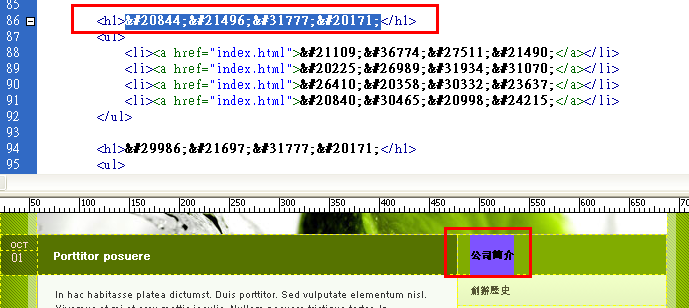 85
86 <h1>&#20844;&#21496;&#31777;&#20171;</h1>
87 <ul>
88 <li><a href="index.html">&#21109;&#36774;&#27511;&#21490;</a></li>
89 <li><a href="index.html">&#20225;&#26989;&#31934;&#31070;</a></li>
90 <li><a href="index.html">&#26410;&#20358;&#30332;&#23637;</a></li>
91 <li><a href="index.html">&#20840;&#30465;&#20998;&#24215;</a></li>
92 </ul>
93
94 <h1>&#29986;&#21697;&#31777;&#20171;</h1>
95 <ul>
50 100 150 200 250 300 350 400 450 500 550 600 650 700
OCT
01
Porttitor posuere
公司簡介
In hac habitasse platea dictumst. Duis porttitor. Sed vulputate elementum nisl.
創辦歷史